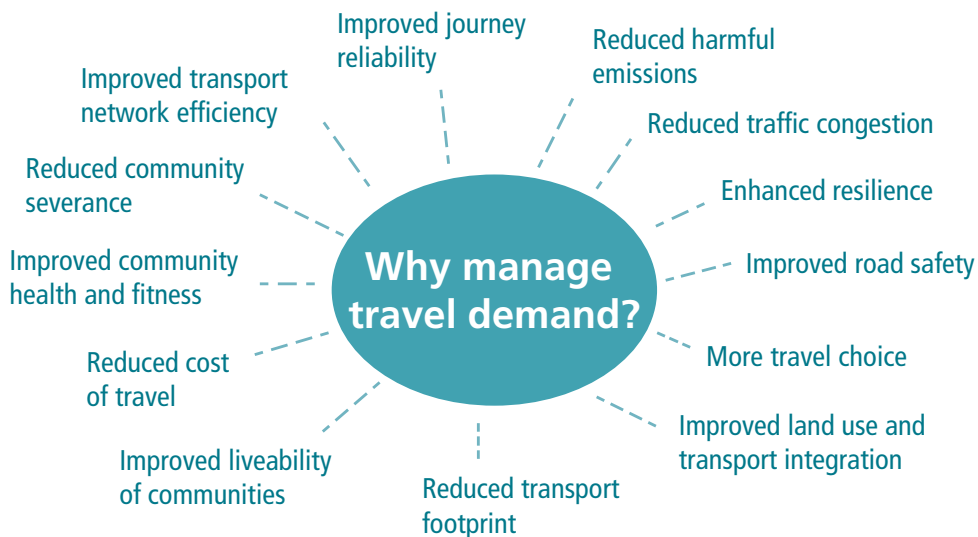 Improved journey
reliability
Reduced harmful
emissions
Improved transport
network efficiency
Reduced traffic congestion
Reduced community
severance
Enhanced resilience
Why manage
travel demand?
Improved community
health and fitness
Improved road safety
Reduced cost
of travel
More travel choice
Improved land use and
transport integration
Improved liveability
of communities
Reduced transport
footprint